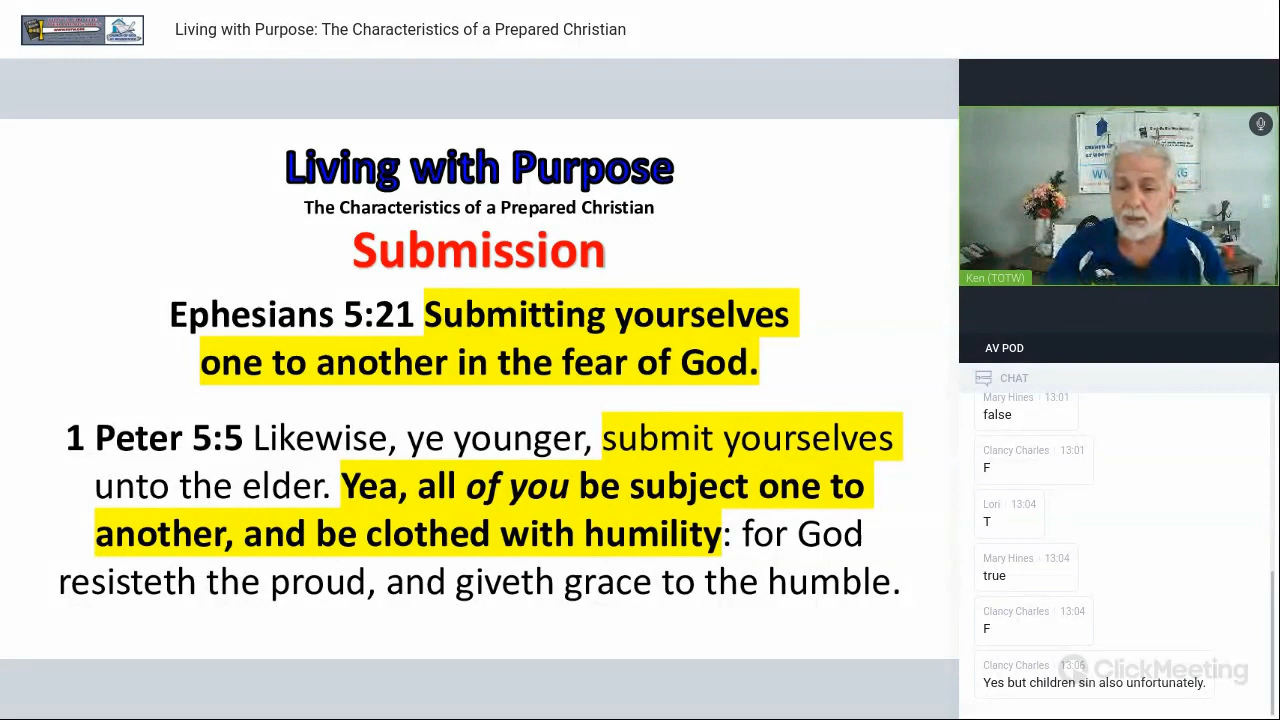 Living with Purpose: The Characteristics of a Prepared Christian
Living with Purpose
The Characteristics of a Prepared Christian
Submission
Ephesians 5:21 Submitting yourselves
one to another in the fear of God.
1 Peter 5:5 Likewise, ye younger, submit yourselves
unto the elder. Yea, all of you be subject one to
another, and be clothed with humility: for God
resisteth the proud, and giveth grace to the humble.
Ken (TOTW)
AV POD
CHAT
Mary Hines 13:01
false
Clancy Charles 13:01
F
Lori 13:04
T
Mary Hines 13:04
true
Clancy Charles 13:04
F
Clancy Charles 13:05
Yes but children sin also unfortunately.
ClickMeeting